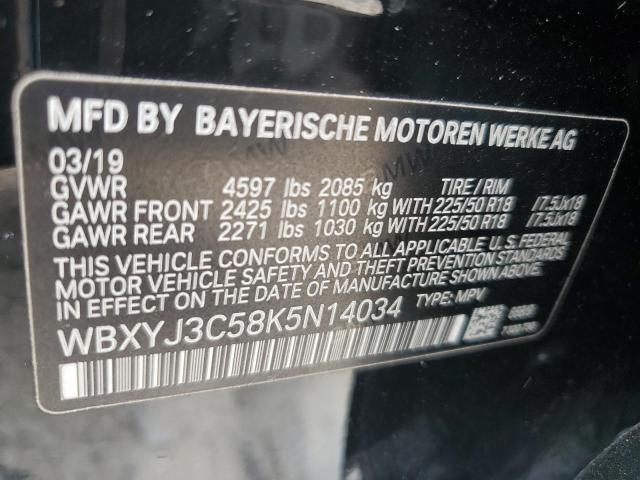 MFD BY BAYERISCHE MOTOREN WERKE AG
03/19
GVWR 4597 lbs 2085 kg TIRE / RIM
GAWR FRONT 2425 lbs 1100 kg WITH 225/50 R18 /7.5Jx18
GAWR REAR 2271 lbs 1030 kg WITH 225/50 R18 /7.5Jx18
THIS VEHICLE CONFORMS TO ALL APPLICABLE U.S. FEDERAL
MOTOR VEHICLE SAFETY AND THEFT PREVENTION STANDARDS
IN EFFECT ON THE DATE OF MANUFACTURE SHOWN ABOVE.
WBXYJ3C58K5N14034 TYPE: MPV